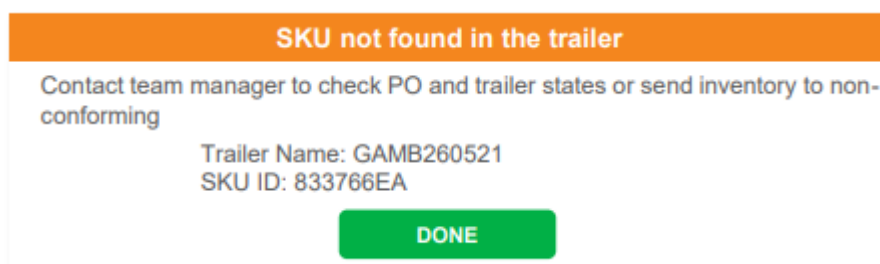 SKU not found in the trailer
Contact team manager to check PO and trailer states or send inventory to non-
conforming
Trailer Name: GAMB260521
SKU ID: 833766EA
DONE